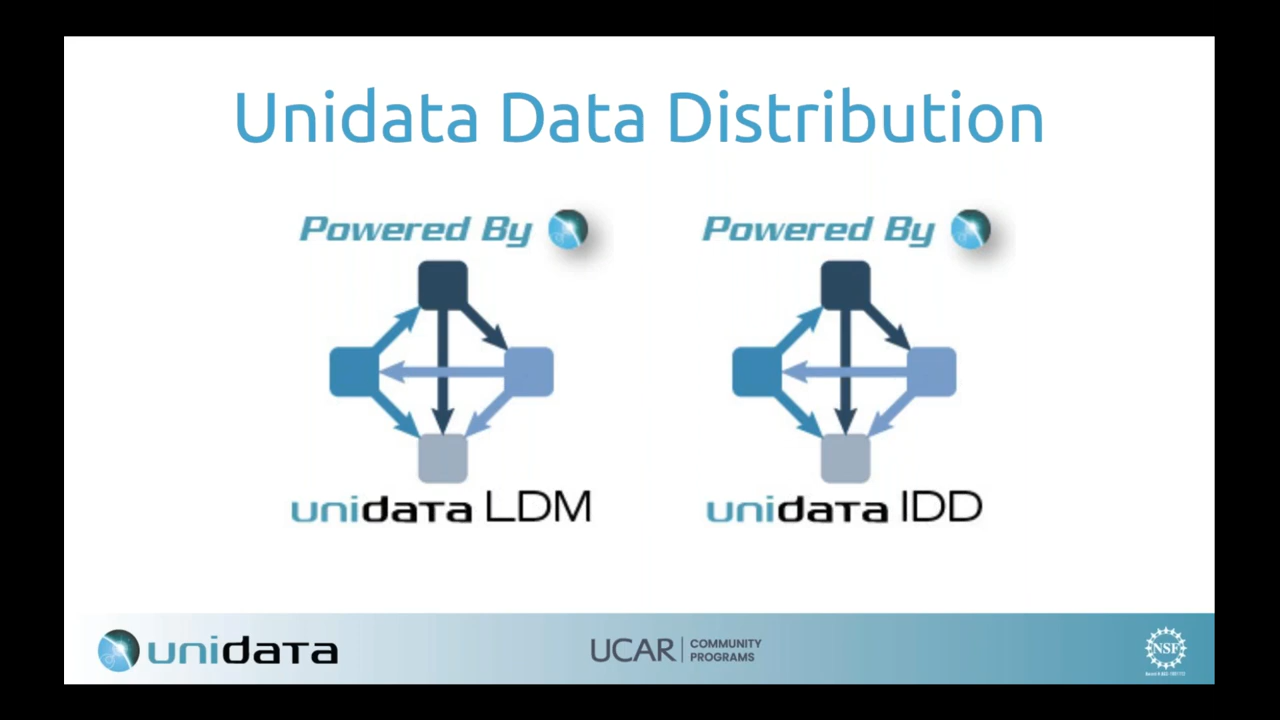 Unidata Data Distribution
Powered By
Powered By
unidata LDM
unidata IDD
unidata
UCAR COMMUNITY PROGRAMS
NSF